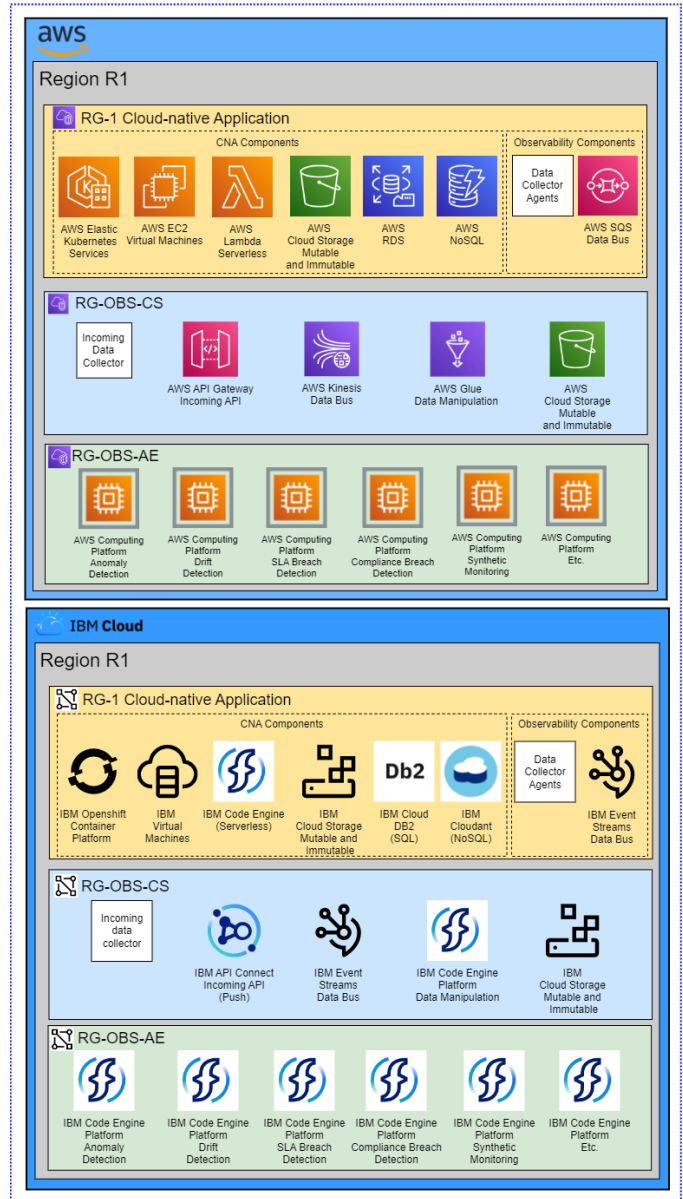 aws
Region R1
RG-1 Cloud-native Application
CNA Components
AWS Elastic
Kubernetes
Services
AWS EC2
Virtual Machines
AWS
Lambda
Serverless
AWS
Cloud Storage
Mutable
and Immutable
AWS
RDS
AWS
NoSQL
Observability Components
Data
Collector
Agents
AWS SQS
Data Bus
RG-OBS-CS
Incoming
Data
Collector
AWS API Gateway
Incoming API
AWS Kinesis
Data Bus
AWS Glue
Data Manipulation
AWS
Cloud Storage
Mutable
and Immutable
RG-OBS-AE
AWS Computing
Platform
Anomaly
Detection
AWS Computing
Platform
Drift
Detection
AWS Computing
Platform
SLA Breach
Detection
AWS Computing
Platform
Compliance Breach
Detection
AWS Computing
Platform
Synthetic
Monitoring
AWS Computing
Platform
Etc.
IBM Cloud
Region R1
RG-1 Cloud-native Application
CNA Components
IBM Openshift
Container
Platform
IBM
Virtual
Machines
IBM Code Engine
(Serverless)
IBM
Cloud Storage
Mutable and
Immutable
Db2
IBM Cloud
DB2
(SQL)
IBM
Cloudant
(NoSQL)
Observability Components
Data
Collector
Agents
IBM Event
Streams
Data Bus
RG-OBS-CS
Incoming
data
collector
IBM API Connect
Incoming API
(Push)
IBM Event
Streams
Data Bus
IBM Code Engine
Platform
Data Manipulation
IBM
Cloud Storage
Mutable and
Immutable
RG-OBS-AE
IBM Code Engine
Platform
Anomaly
Detection
IBM Code Engine
Platform
Drift
Detection
IBM Code Engine
Platform
SLA Breach
Detection
IBM Code Engine
Platform
Compliance Breach
Detection
IBM Code Engine
Platform
Synthetic
Monitoring
IBM Code Engine
Platform
Etc.